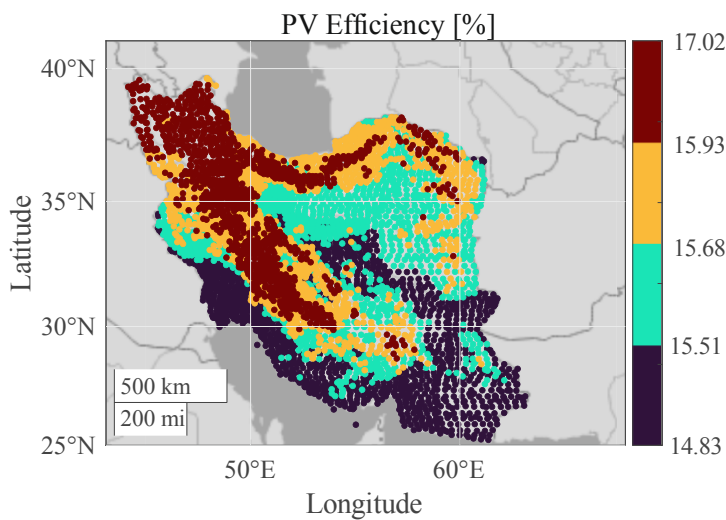 PV Efficiency [%]
40°N
35°N
30°N
25°N
Latitude
500 km
200 mi
50°E
60°E
Longitude
17.02
15.93
15.68
15.51
14.83